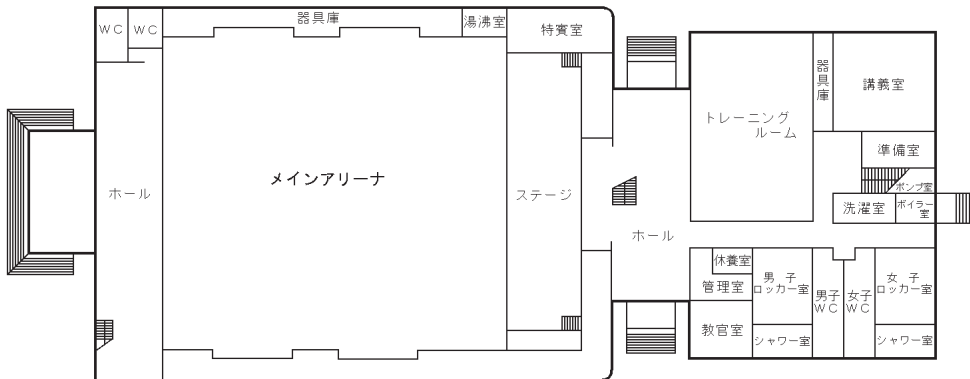 WC
WC
器具庫
湯沸室
特賓室
ホール
メインアリーナ
ステージ
トレーニング
ルーム
器具庫
講義室
準備室
ポンプ室
洗濯室
ボイラー
室
ホール
休養室
管理室
教官室
男子
ロッカー室
シャワー室
男子
WC
女子
WC
女子
ロッカー室
シャワー室